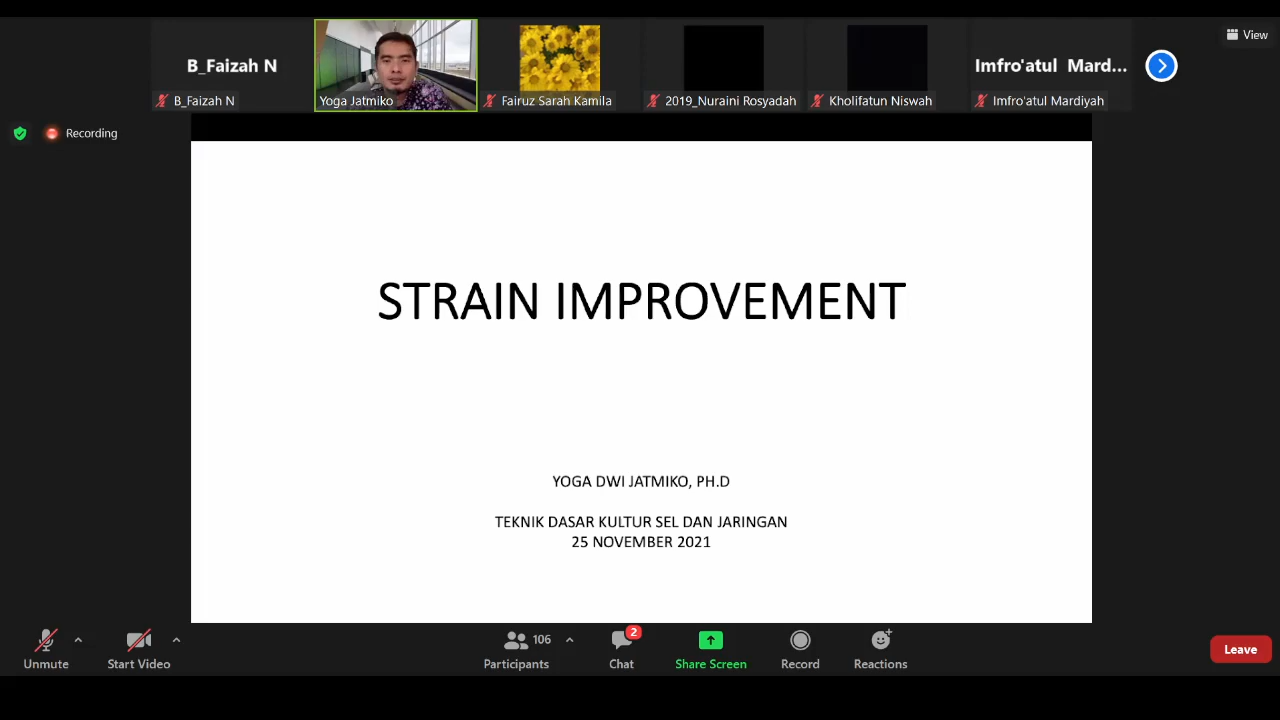 B_Faizah N
Imfro'atul Mard...
View
B_Faizah N
Yoga Jatmiko
Fairuz Sarah Kamila
2019_Nuraini Rosyadah
Kholifatun Niswah
Imfro'atul Mardiyah
Recording
STRAIN IMPROVEMENT
YOGA DWI JATMIKO, PH.D
TEKNIK DASAR KULTUR SEL DAN JARINGAN
25 NOVEMBER 2021
106
2
Unmute
Start Video
Participants
Chat
Share Screen
Record
Reactions
Leave